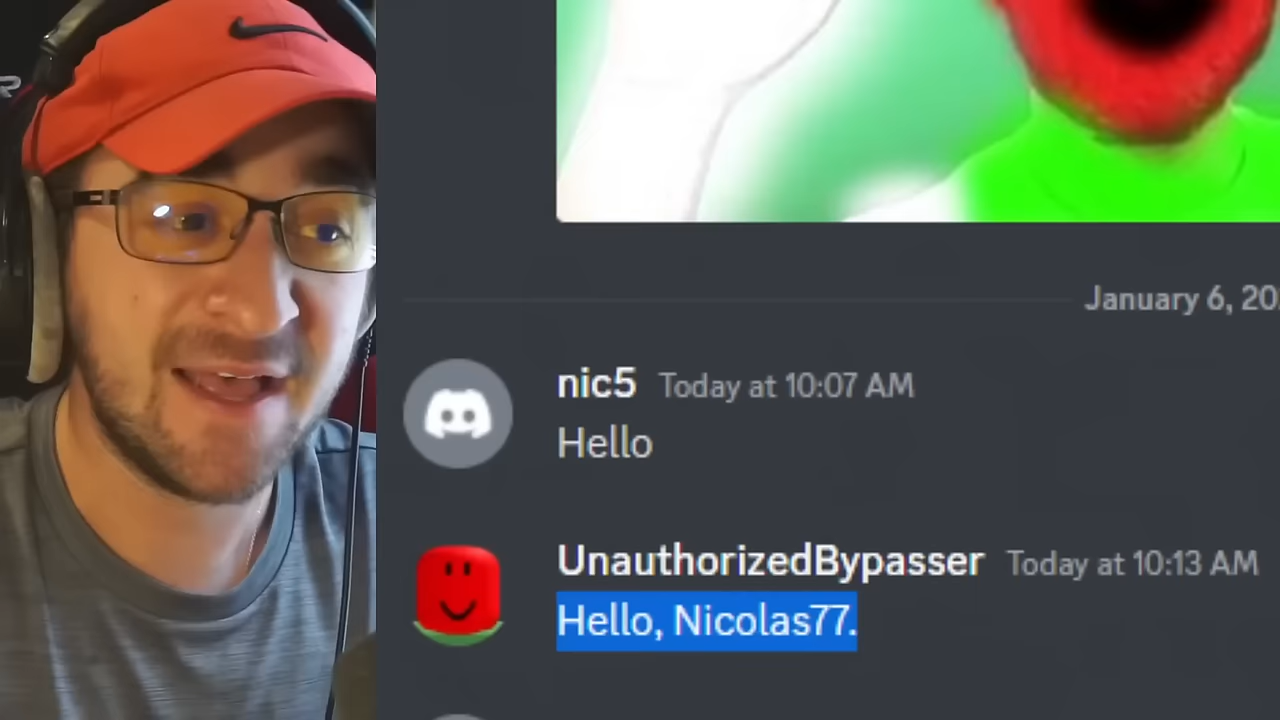 January 6, 20
nic5 Today at 10:07 AM
Hello
UnauthorizedBypasser Today at 10:13 AM
Hello, Nicolas77.